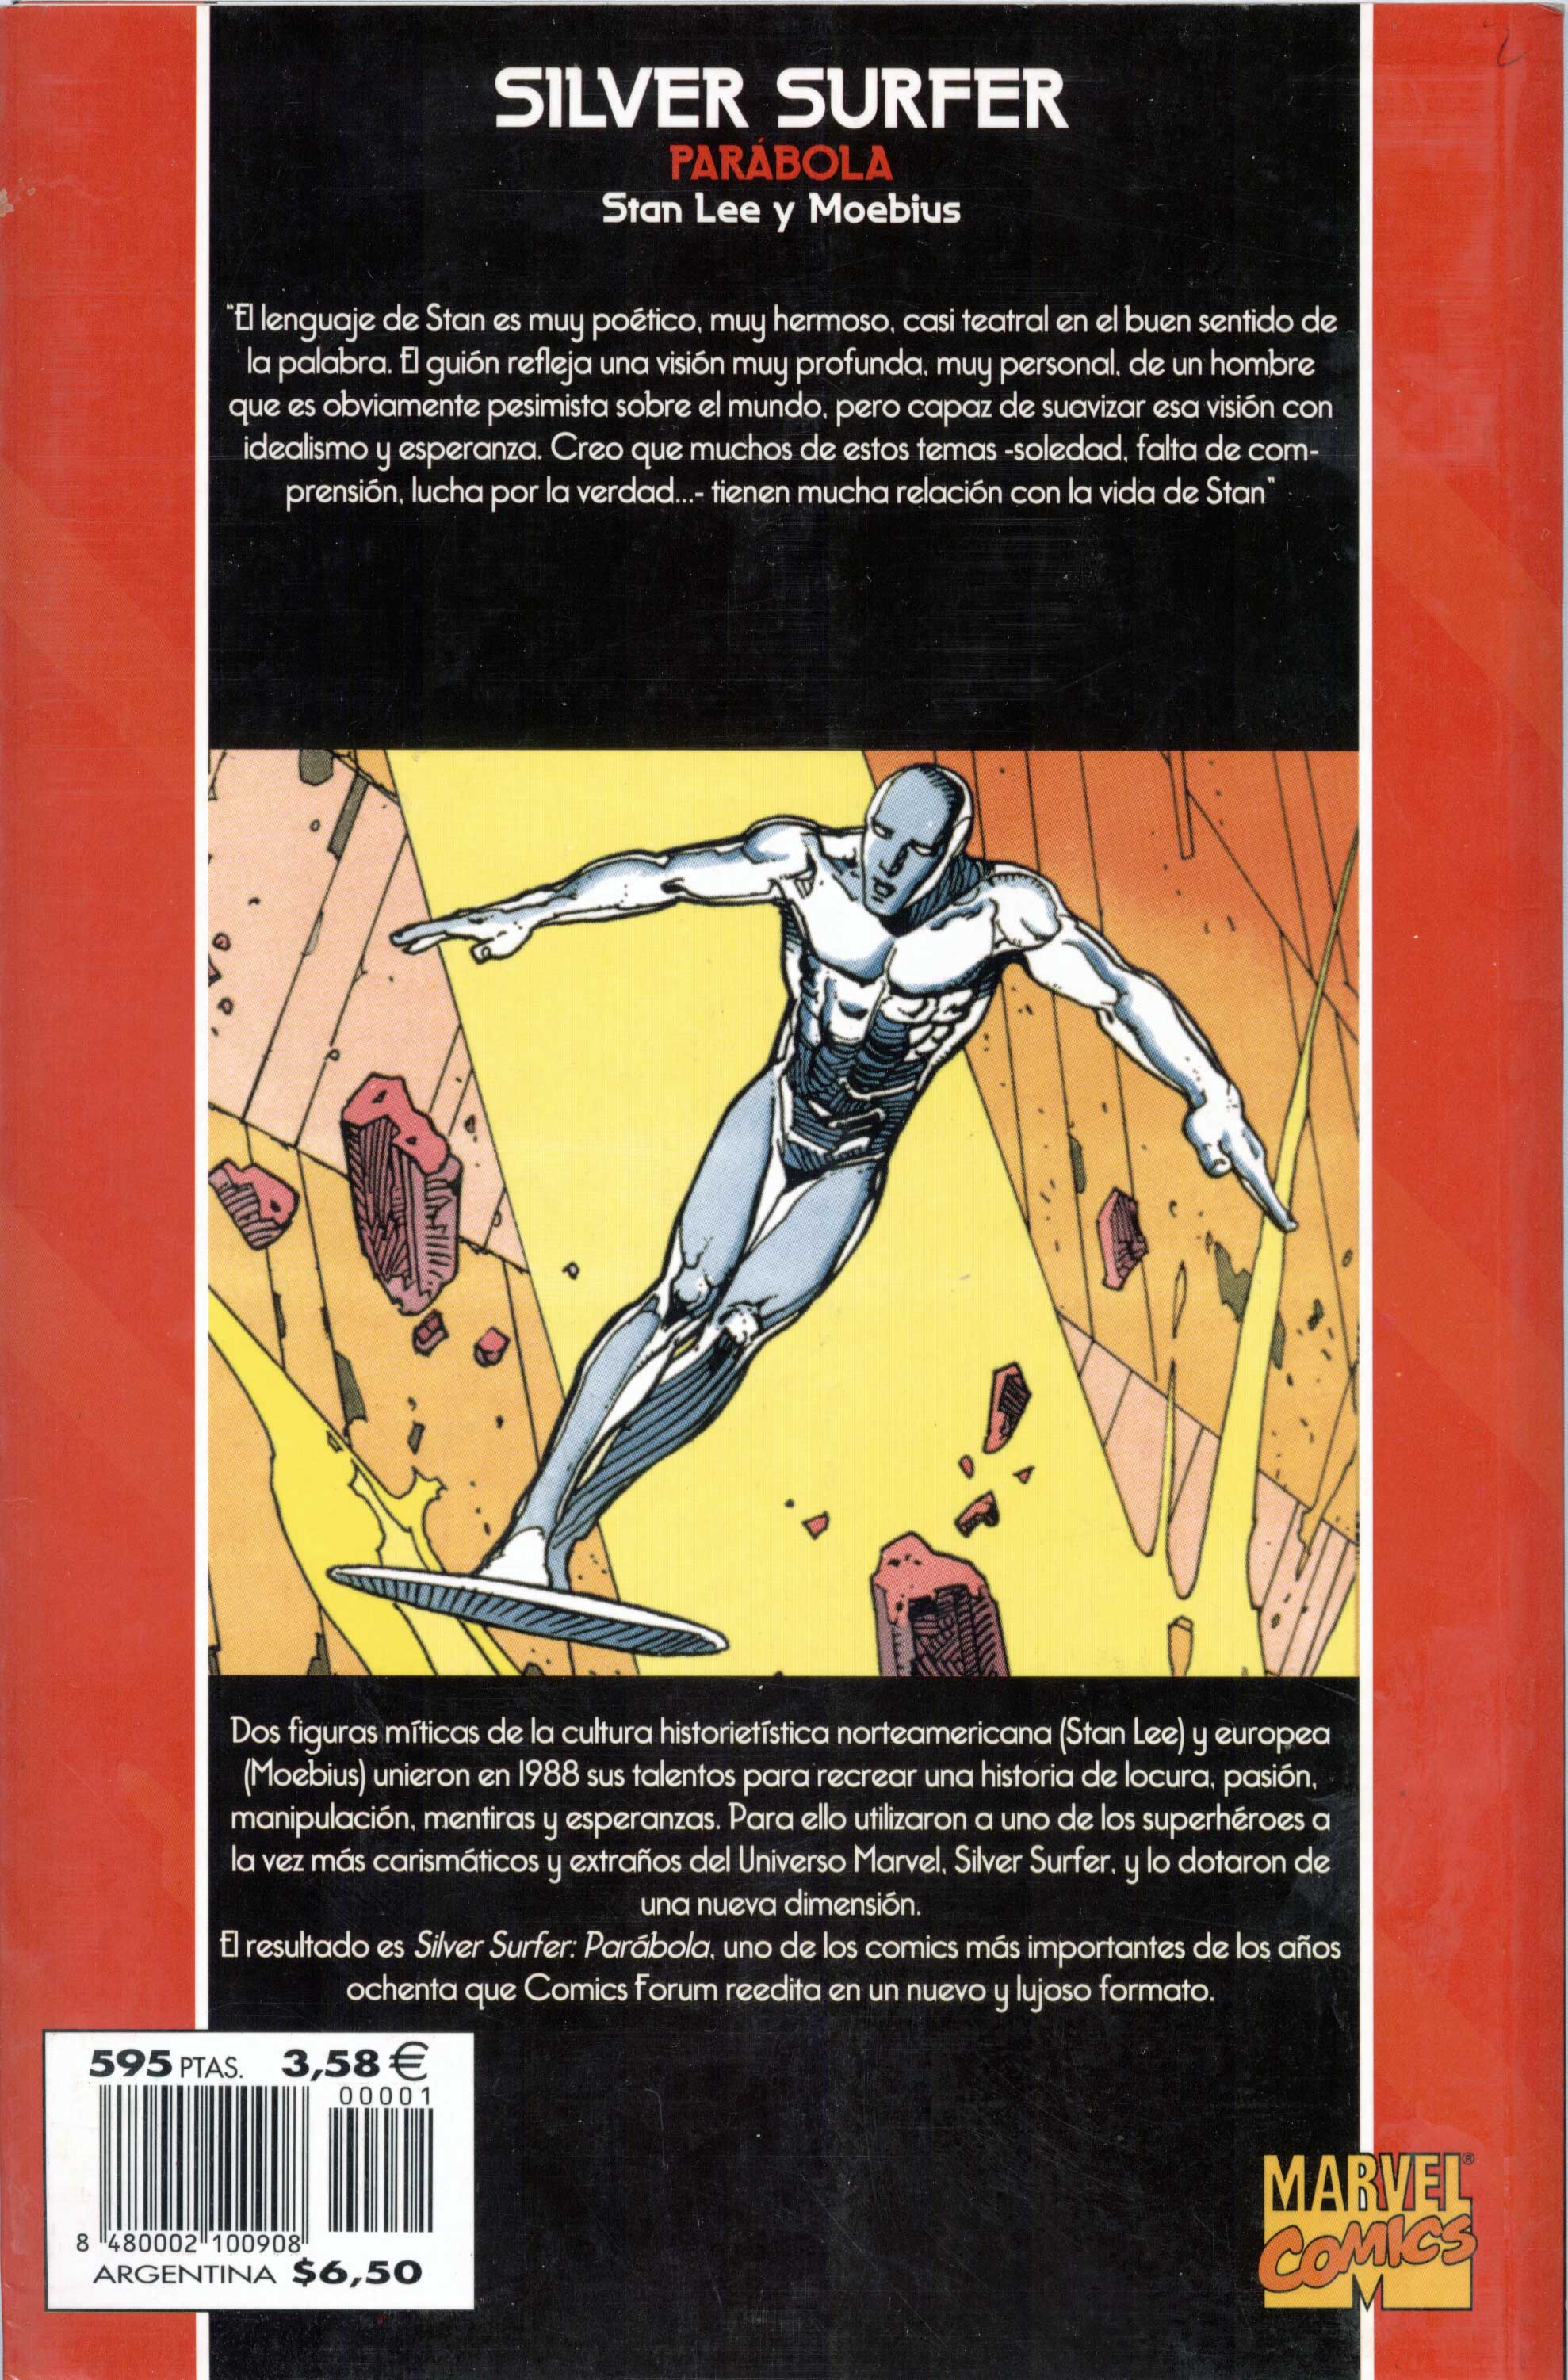 SILVER SURFER
PARÁBOLA
Stan Lee y Moebius
"El lenguaje de Stan es muy poético, muy hermoso, casi teatral en el buen sentido de
la palabra. El guión refleja una visión muy profunda, muy personal, de un hombre
que es obviamente pesimista sobre el mundo, pero capaz de suavizar esa visión con
idealismo y esperanza. Creo que muchos de estos temas -soledad, falta de com-
prensión, lucha por la verdad...- tienen mucha relación con la vida de Stan"
Dos figuras míticas de la cultura historietística norteamericana (Stan Lee) y europea
(Moebius) unieron en 1988 sus talentos para recrear una historia de locura, pasión,
manipulación, mentiras y esperanzas. Para ello utilizaron a uno de los superhéroes a
la vez más carismáticos y extraños del Universo Marvel, Silver Surfer, y lo dotaron de
una nueva dimensión.
El resultado es Silver Surfer: Parábola, uno de los comics más importantes de los años
ochenta que Comics Forum reedita en un nuevo y lujoso formato.
595 PTAS. 3,58 €
00001
8 480002 100908
ARGENTINA $6,50
MARVEL®
COMICS
M
2